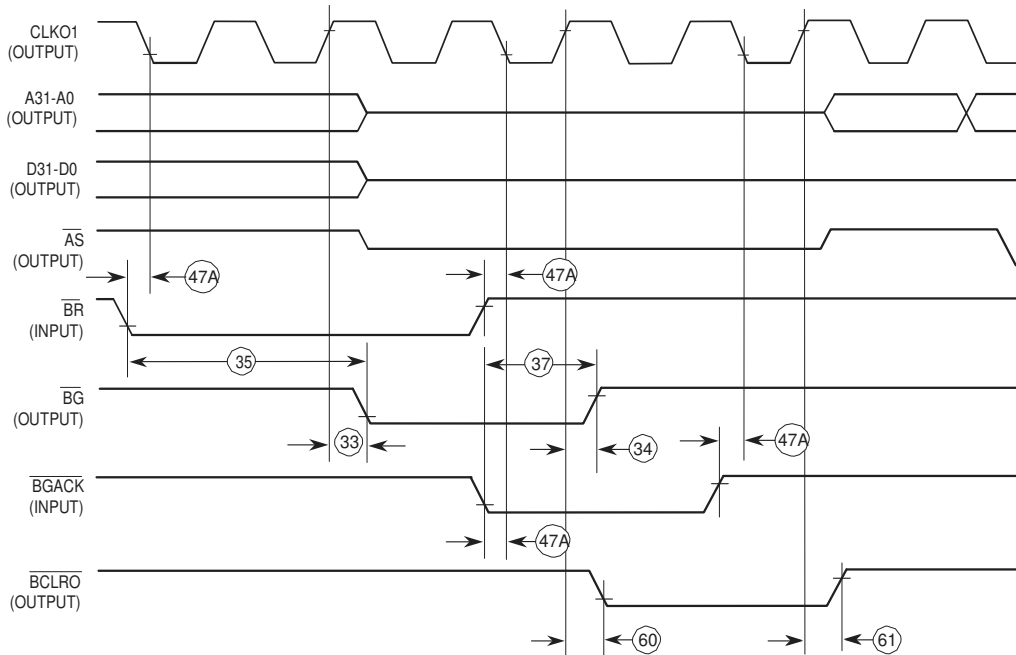 CLKO1
(OUTPUT)
A31-A0
(OUTPUT)
D31-D0
(OUTPUT)
AS
(OUTPUT)
47A
47A
BR
(INPUT)
35
37
BG
(OUTPUT)
33
34
47A
BGACK
(INPUT)
47A
BCLRO
(OUTPUT)
60
61